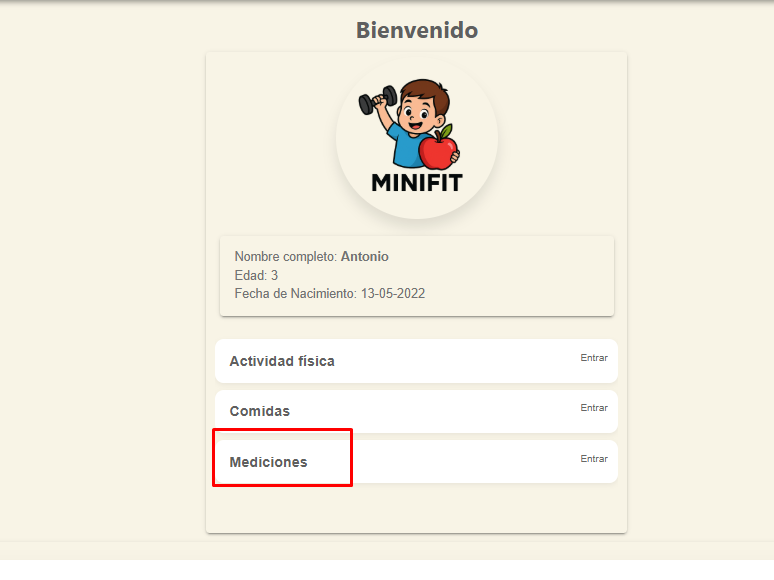 Bienvenido
MINIFIT
Nombre completo: Antonio
Edad: 3
Fecha de Nacimiento: 13-05-2022
Actividad física Entrar
Comidas Entrar
Mediciones Entrar